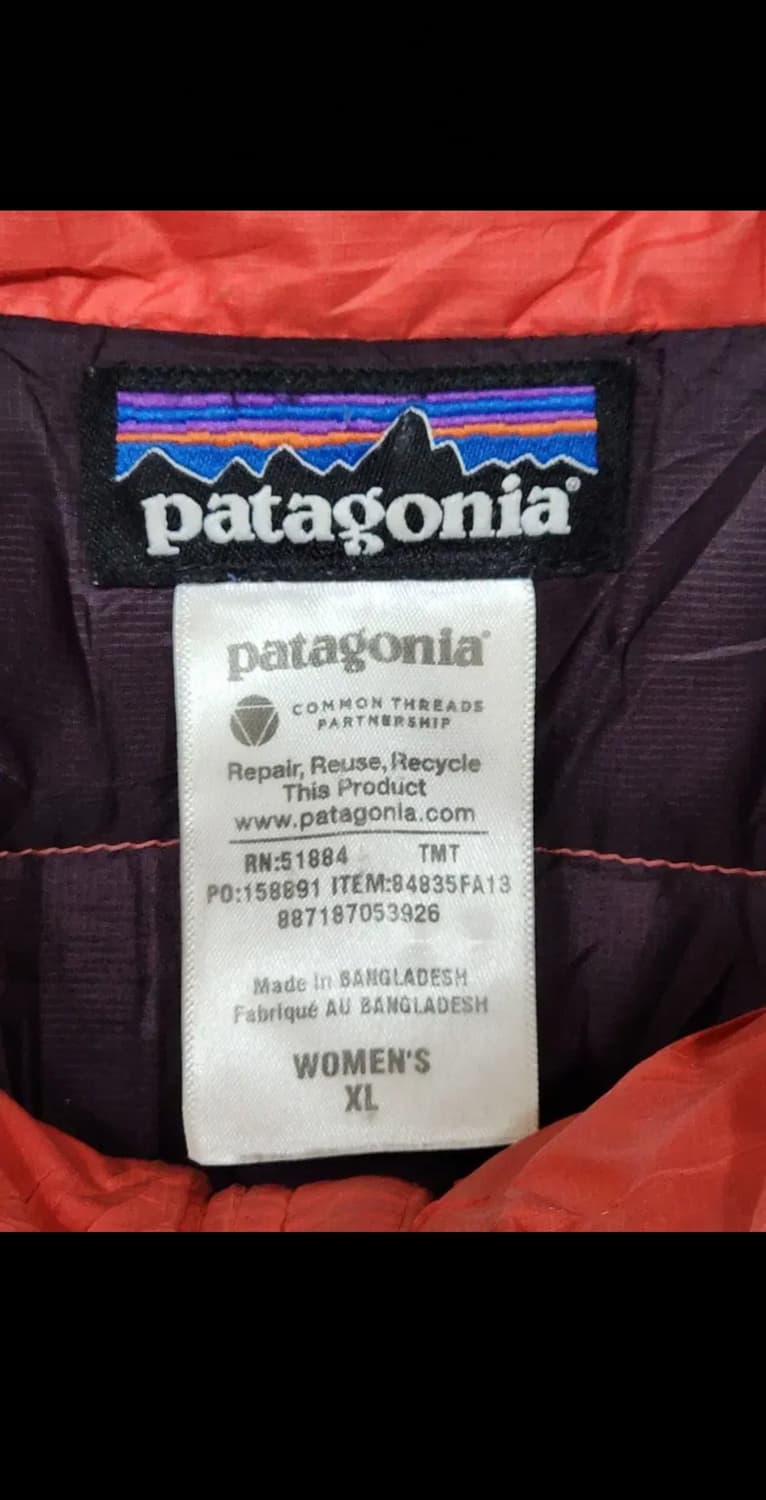 patagonia®
patagonia®
COMMON THREADS
PARTNERSHIP
Repair, Reuse, Recycle
This Product
www.patagonia.com
RN:51884 TMT
PO:158891 ITEM:84835FA13
887187053926
Made in BANGLADESH
Fabriqué AU BANGLADESH
WOMEN'S
XL